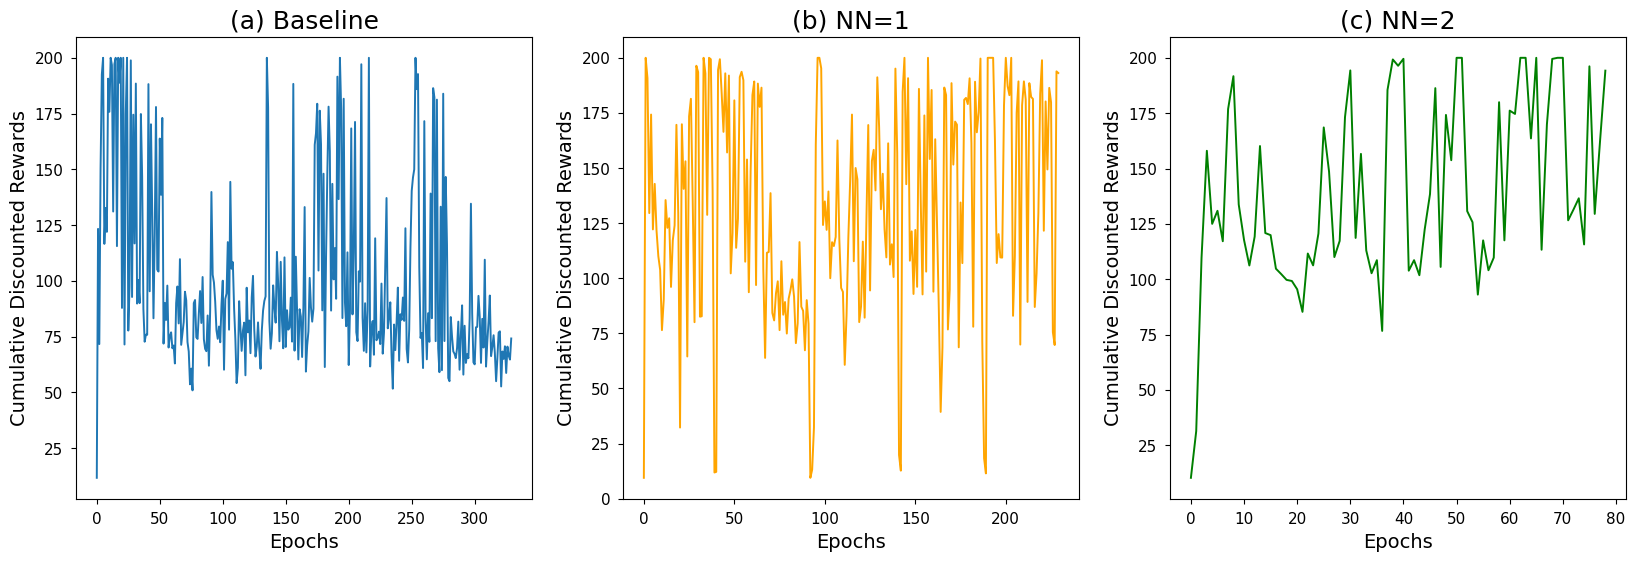 (a) Baseline
Cumulative Discounted Rewards
200
175
150
125
100
75
50
25
0 50 100 150 200 250 300
Epochs
(b) NN=1
Cumulative Discounted Rewards
200
175
150
125
100
75
50
25
0
0 50 100 150 200
Epochs
(c) NN=2
Cumulative Discounted Rewards
200
175
150
125
100
75
50
25
0 10 20 30 40 50 60 70 80
Epochs